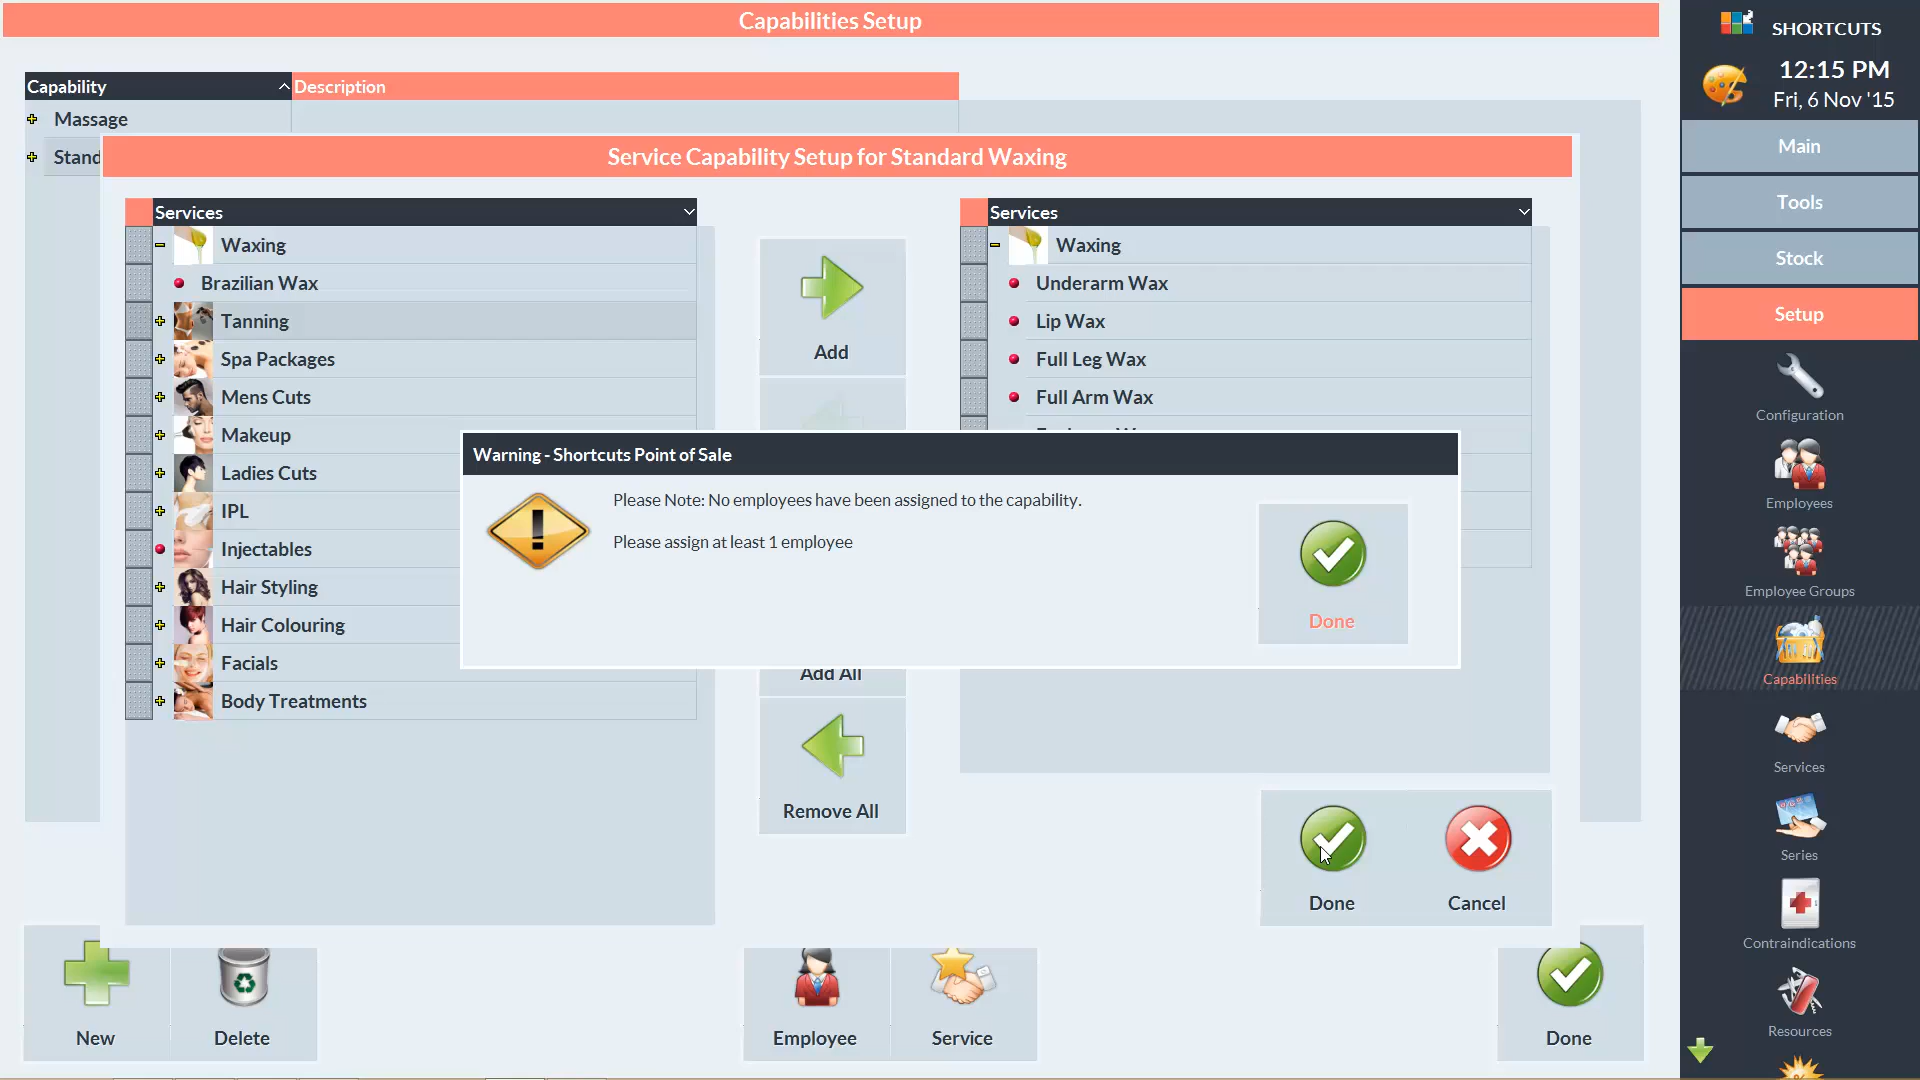 Capabilities Setup
SHORTCUTS
12:15 PM
Fri, 6 Nov '15
Capability
Description
Massage
Stand
Service Capability Setup for Standard Waxing
Services
Waxing
Brazilian Wax
Tanning
Spa Packages
Mens Cuts
Makeup
Ladies Cuts
IPL
Injectables
Hair Styling
Hair Colouring
Facials
Body Treatments
Add
Add All
Remove All
Services
Waxing
Underarm Wax
Lip Wax
Full Leg Wax
Full Arm Wax
Warning - Shortcuts Point of Sale
Please Note: No employees have been assigned to the capability.
Please assign at least 1 employee
Done
Done
Cancel
New
Delete
Employee
Service
Done
Main
Tools
Stock
Setup
Configuration
Employees
Employee Groups
Capabilities
Services
Series
Contraindications
Resources